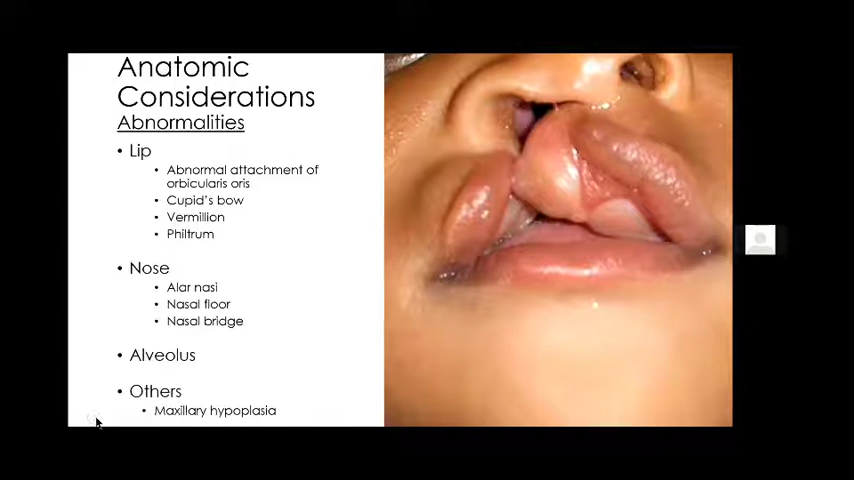 Anatomic
Considerations
Abnormalities
• Lip
• Abnormal attachment of
orbicularis oris
• Cupid's bow
• Vermillion
• Philtrum
• Nose
• Alar nasi
• Nasal floor
• Nasal bridge
• Alveolus
• Others
• Maxillary hypoplasia